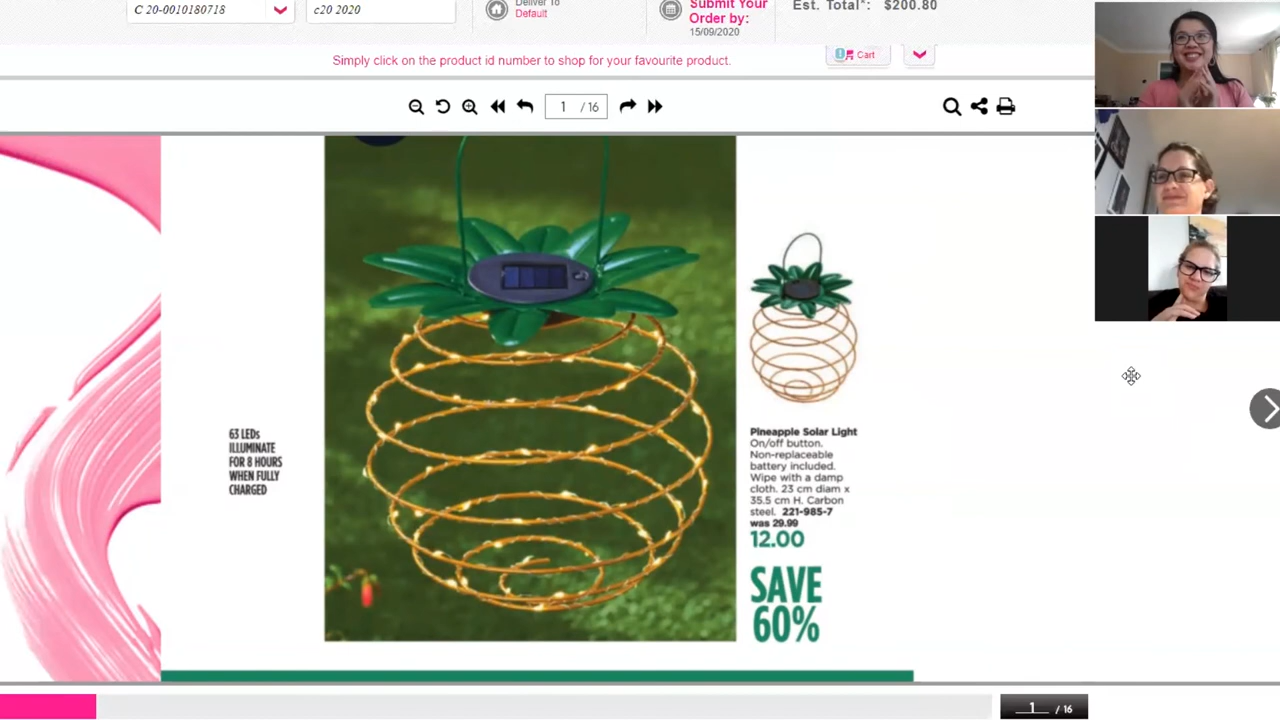 C 20-0010180718
c20 2020
Deliver To
Default
Submit Your
Order by:
15/09/2020
Est. Total*: $200.80
Simply click on the product id number to shop for your favourite product.
Cart
1 / 16
63 LEDs
ILLUMINATE
FOR 8 HOURS
WHEN FULLY
CHARGED
Pineapple Solar Light
On/off button.
Non-replaceable
battery included.
Wipe with a damp
cloth. 23 cm diam x
35.5 cm H. Carbon
steel. 221-985-7
was 29.99
12.00
SAVE
60%
1 / 16